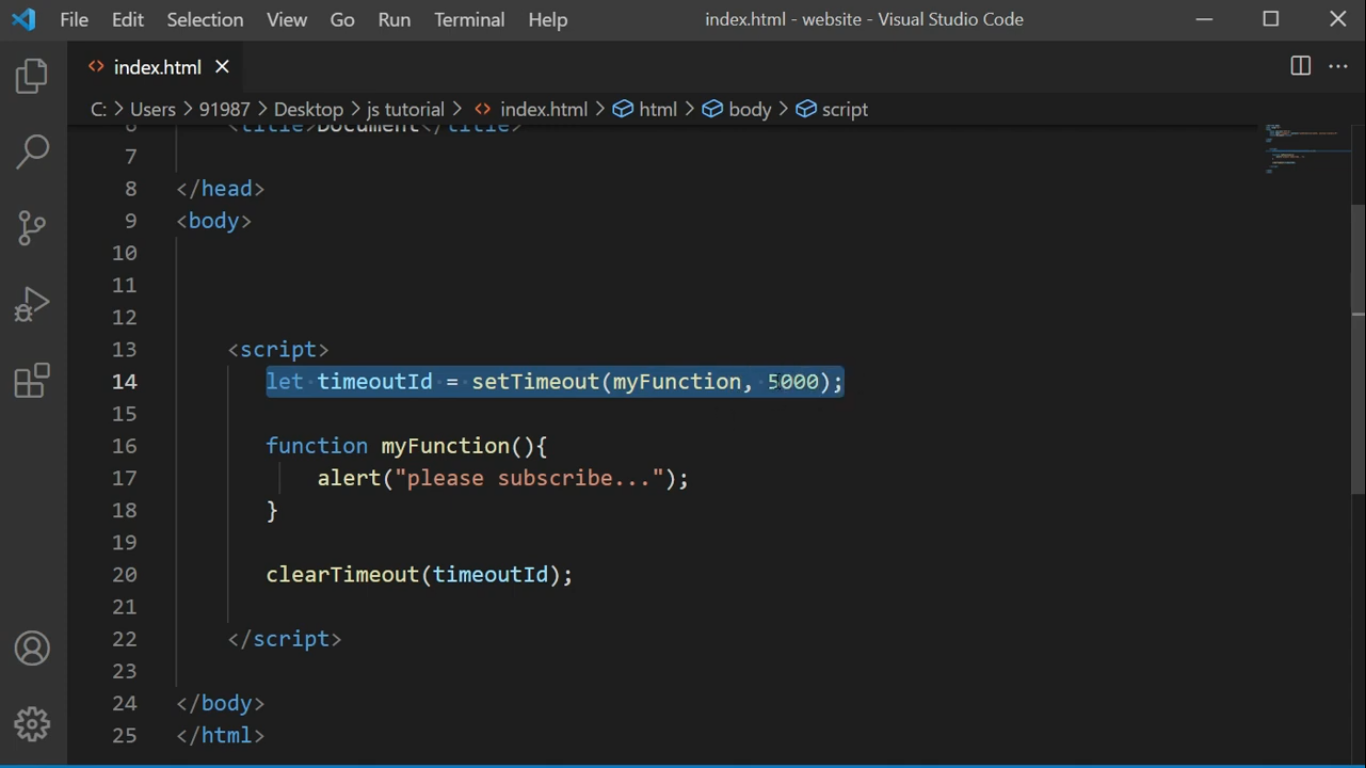 File Edit Selection View Go Run Terminal Help index.html - website - Visual Studio Code
index.html
C: > Users > 91987 > Desktop > js tutorial > index.html > html > body > script
6 <title>Document</title>
7
8 </head>
9 <body>
10
11
12
13 <script>
14 let timeoutId = setTimeout(myFunction, 5000);
15
16 function myFunction(){
17 alert("please subscribe...");
18 }
19
20 clearTimeout(timeoutId);
21
22 </script>
23
24 </body>
25 </html>